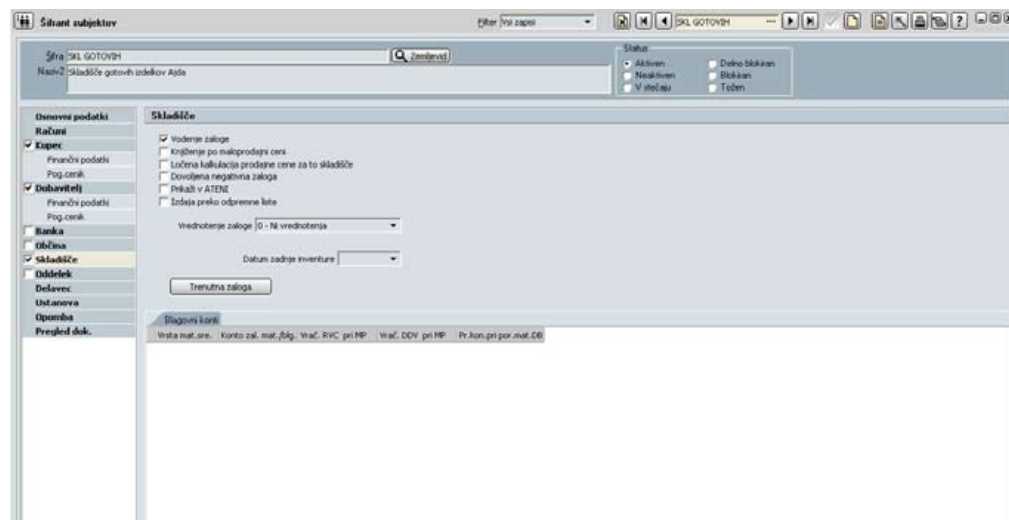 Šifrant subjektov
Filter Vsi zapisi
SKL GOTOVIH
Šifra SKL GOTOVIH
Zemljevid
Naziv2 Skladišče gotovih izdelkov Ajda
Status
Aktiven
Delno blokiran
Neaktiven
Blokiran
V stečaju
Tožen
Osnovni podatki
Računi
Kupec
Finančni podatki
Pog.cenik
Dobavitelj
Finančni podatki
Pog.cenik
Banka
Občina
Skladišče
Oddelek
Delavec
Ustanova
Opomba
Pregled dok.
Skladišče
Vodenje zaloge
Knjiženje po maloprodajni ceni
Ločena kalkulacija prodajne cene za to skladišče
Dovoljena negativna zaloga
Prikaži v ATENI
Izdaja preko odpremne liste
Vrednotenje zaloge 0 - Ni vrednotenja
Datum zadnje inventure
Trenutna zaloga
Blagovni konti
Vrsta mat.sre. Konto zal. mat./blg. Vrač. RVC pri MP Vrač. DDV pri MP Pr.kon.pri por.mat.DB